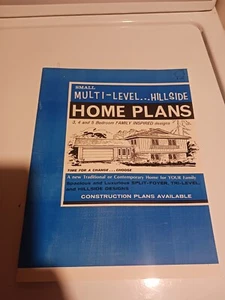 SMALL
MULTI-LEVEL...HILLSIDE
HOME PLANS
3, 4 and 5 Bedroom FAMILY INSPIRED designs
TIME FOR A CHANGE... CHOOSE
A new Traditional or Contemporary Home for YOUR Family
Spacious and Luxurious SPLIT-FOYER, TRI-LEVEL,
and HILLSIDE DESIGNS
CONSTRUCTION PLANS AVAILABLE